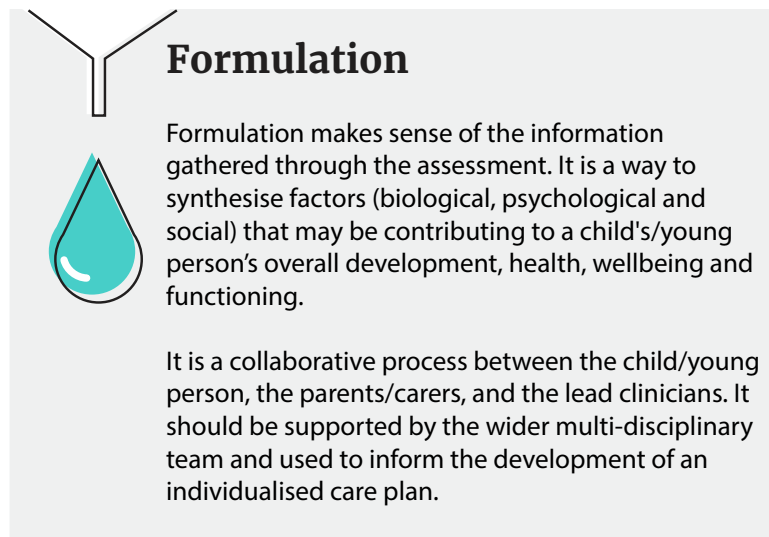 Formulation
Formulation makes sense of the information
gathered through the assessment. It is a way to
synthesise factors (biological, psychological and
social) that may be contributing to a child's/young
person’s overall development, health, wellbeing and
functioning.
It is a collaborative process between the child/young
person, the parents/carers, and the lead clinicians. It
should be supported by the wider multi-disciplinary
team and used to inform the development of an
individualised care plan.